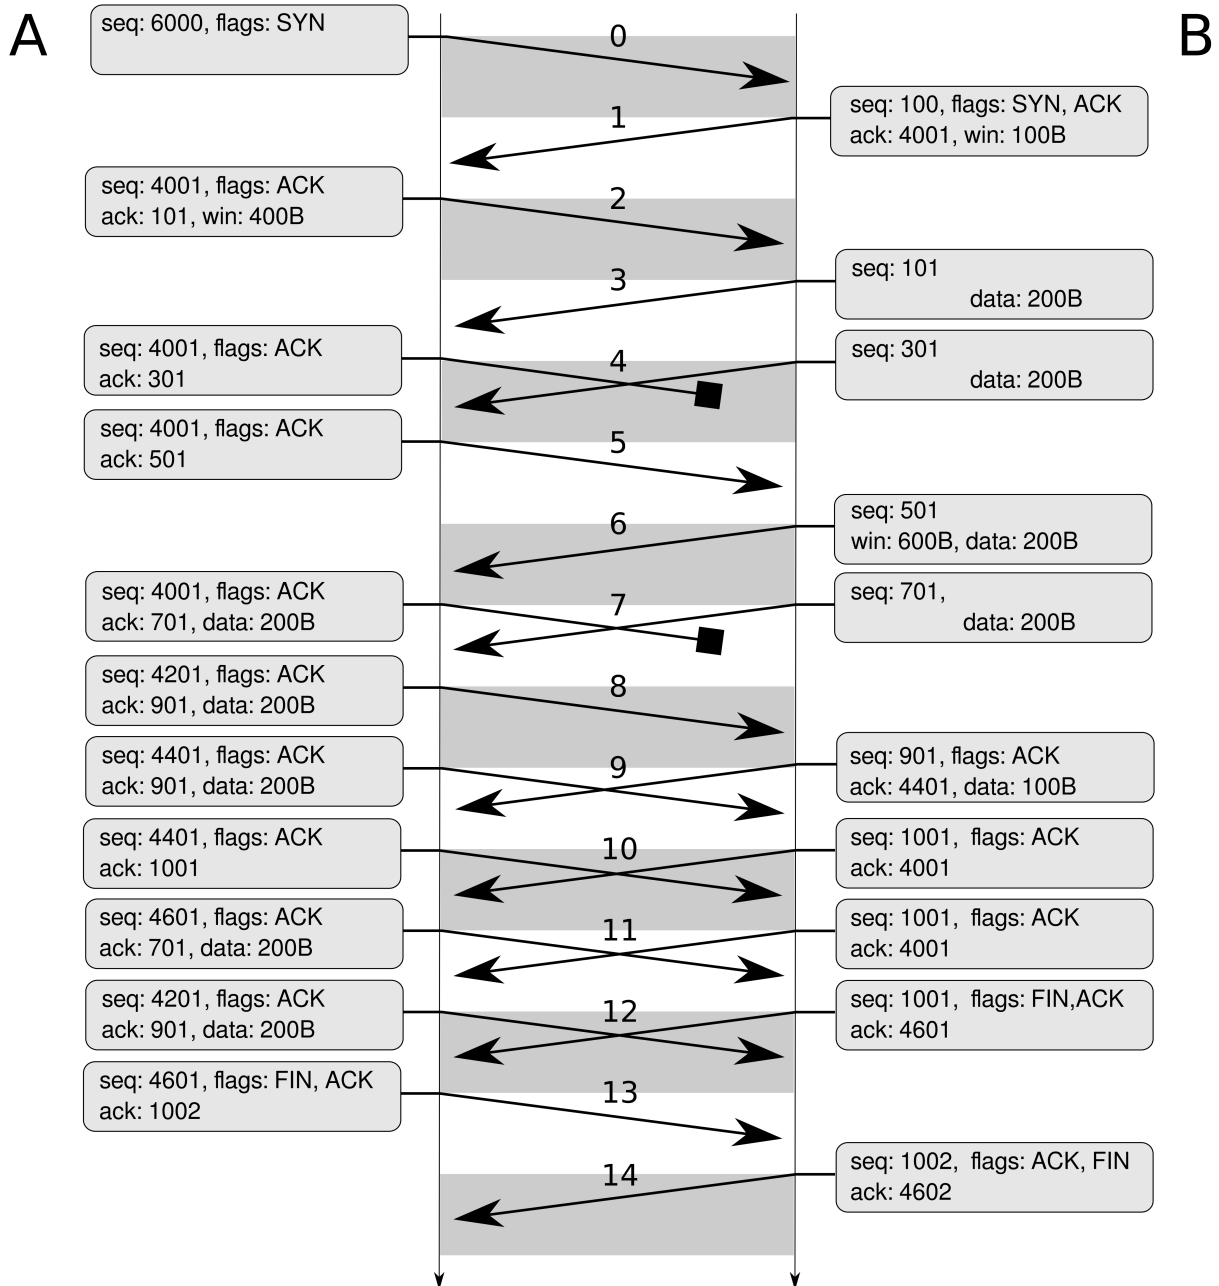 A
B
seq: 6000, flags: SYN
0
1
seq: 100, flags: SYN, ACK
ack: 4001, win: 100B
seq: 4001, flags: ACK
ack: 101, win: 400B
2
3
seq: 101
data: 200B
seq: 4001, flags: ACK
ack: 301
4
seq: 301
data: 200B
seq: 4001, flags: ACK
ack: 501
5
6
seq: 501
win: 600B, data: 200B
seq: 4001, flags: ACK
ack: 701, data: 200B
7
seq: 701,
data: 200B
seq: 4201, flags: ACK
ack: 901, data: 200B
8
seq: 4401, flags: ACK
ack: 901, data: 200B
9
seq: 901, flags: ACK
ack: 4401, data: 100B
seq: 4401, flags: ACK
ack: 1001
10
seq: 1001, flags: ACK
ack: 4001
seq: 4601, flags: ACK
ack: 701, data: 200B
11
seq: 1001, flags: ACK
ack: 4001
seq: 4201, flags: ACK
ack: 901, data: 200B
12
seq: 1001, flags: FIN,ACK
ack: 4601
seq: 4601, flags: FIN, ACK
ack: 1002
13
14
seq: 1002, flags: ACK, FIN
ack: 4602